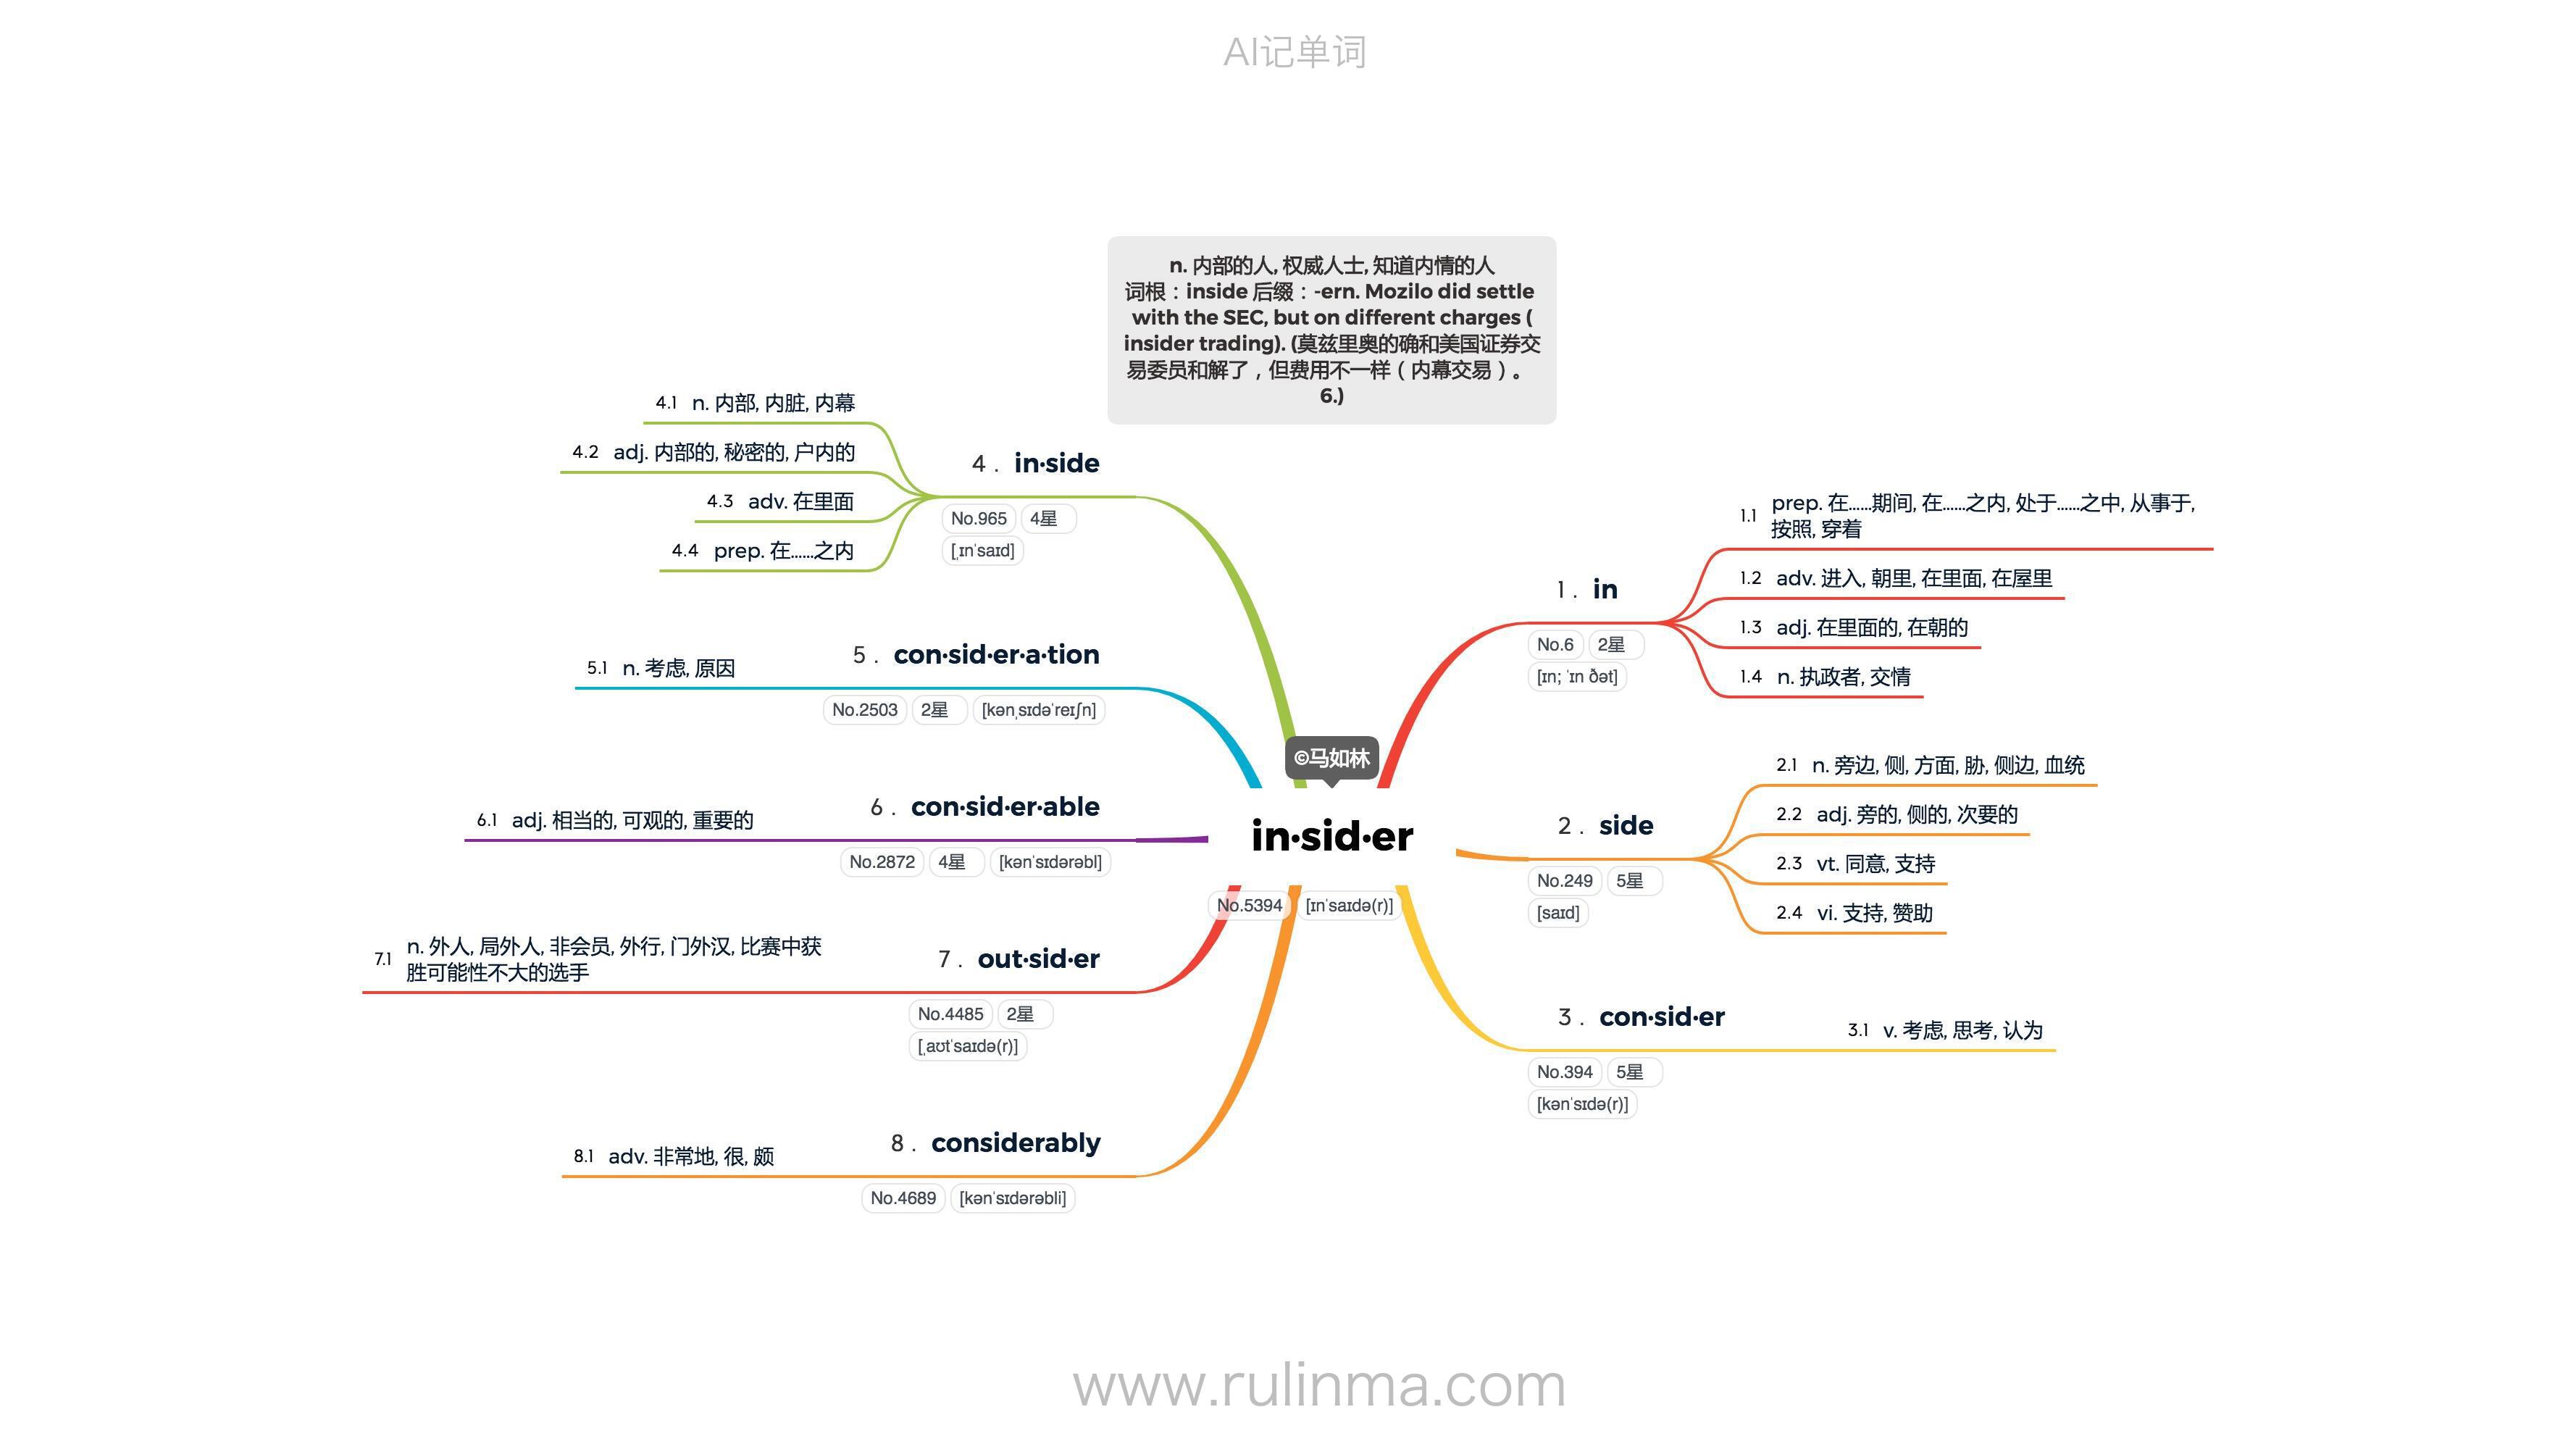 AI记单词
n. 内部的人, 权威人士, 知道内情的人
词根：inside 后缀：-ern. Mozilo did settle
with the SEC, but on different charges (
insider trading). (莫兹里奥的确和美国证券交
易委员和解了，但费用不一样（内幕交易）。
6.)
©马如林
in·sid·er
No.5394 [ɪnˈsaɪdə(r)]
1. in
No.6 2星
[ɪn; ˈɪn ðət]
1.1 prep. 在……期间, 在……之内, 处于……之中, 从事于,
按照, 穿着
1.2 adv. 进入, 朝里, 在里面, 在屋里
1.3 adj. 在里面的, 在朝的
1.4 n. 执政者, 交情
2. side
No.249 5星
[saɪd]
2.1 n. 旁边, 侧, 方面, 胁, 侧边, 血统
2.2 adj. 旁的, 侧的, 次要的
2.3 vt. 同意, 支持
2.4 vi. 支持, 赞助
3. con·sid·er
No.394 5星
[kənˈsɪdə(r)]
3.1 v. 考虑, 思考, 认为
4. in·side
No.965 4星
[ˌɪnˈsaɪd]
4.1 n. 内部, 内脏, 内幕
4.2 adj. 内部的, 秘密的, 户内的
4.3 adv. 在里面
4.4 prep. 在……之内
5. con·sid·er·a·tion
No.2503 2星 [kənˌsɪdəˈreɪʃn]
5.1 n. 考虑, 原因
6. con·sid·er·able
No.2872 4星 [kənˈsɪdərəbl]
6.1 adj. 相当的, 可观的, 重要的
7. out·sid·er
No.4485 2星
[ˌaʊtˈsaɪdə(r)]
7.1 n. 外人, 局外人, 非会员, 外行, 门外汉, 比赛中获
胜可能性不大的选手
8. considerably
No.4689 [kənˈsɪdərəbli]
8.1 adv. 非常地, 很, 颇
www.rulinma.com